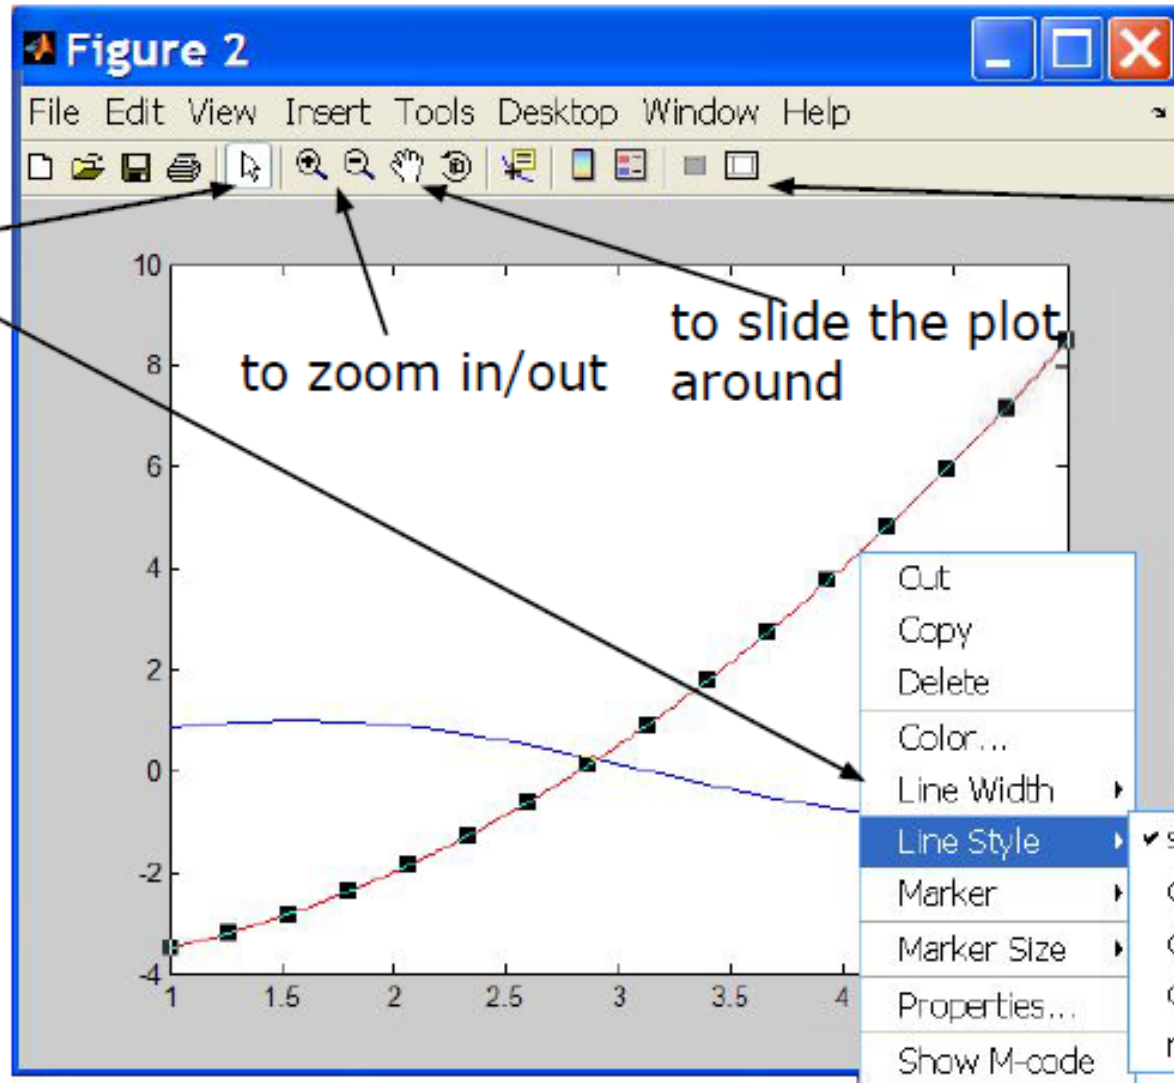 Figure 2
File Edit View Insert Tools Desktop Window Help
10
8
6
4
2
0
-2
-4
1 1.5 2 2.5 3 3.5 4
to zoom in/out
to slide the plot
around
Cut
Copy
Delete
Color...
Line Width
Line Style
Marker
Marker Size
Properties...
Show M-code